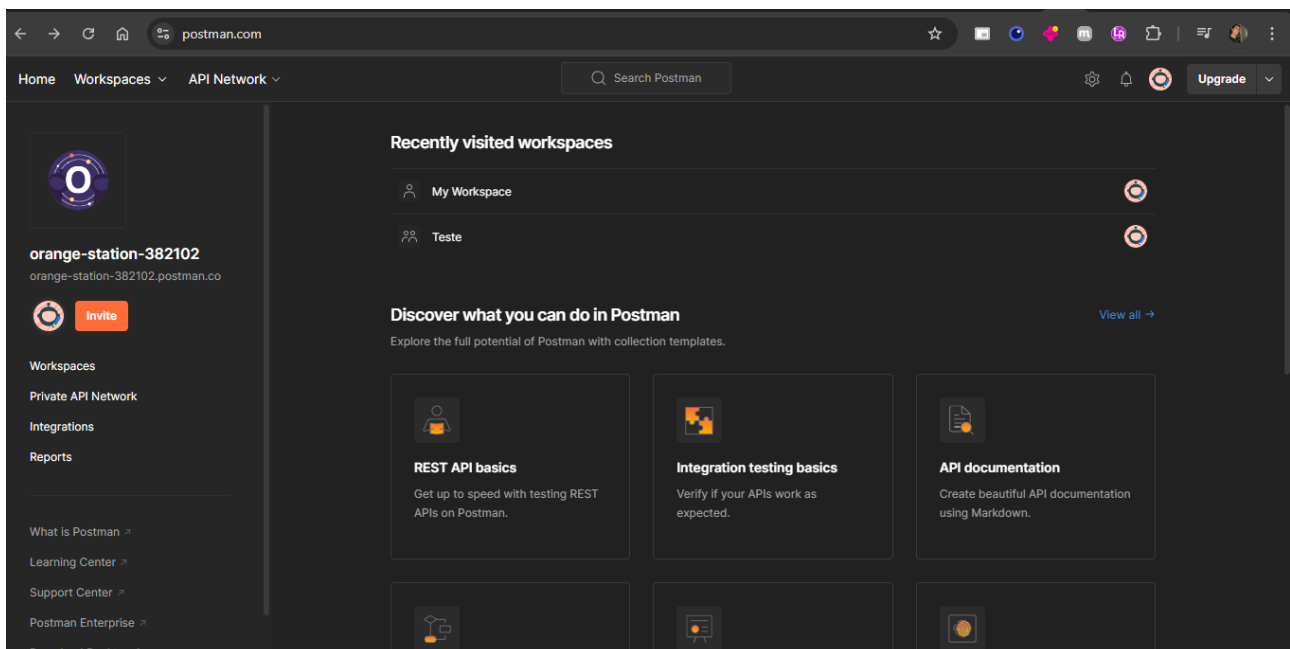 postman.com
Home Workspaces API Network Search Postman Upgrade
O
orange-station-382102
orange-station-382102.postman.co
Invite
Workspaces
Private API Network
Integrations
Reports
What is Postman
Learning Center
Support Center
Postman Enterprise
Recently visited workspaces
My Workspace
Teste
Discover what you can do in Postman
View all →
Explore the full potential of Postman with collection templates.
REST API basics
Get up to speed with testing REST
APIs on Postman.
Integration testing basics
Verify if your APIs work as
expected.
API documentation
Create beautiful API documentation
using Markdown.